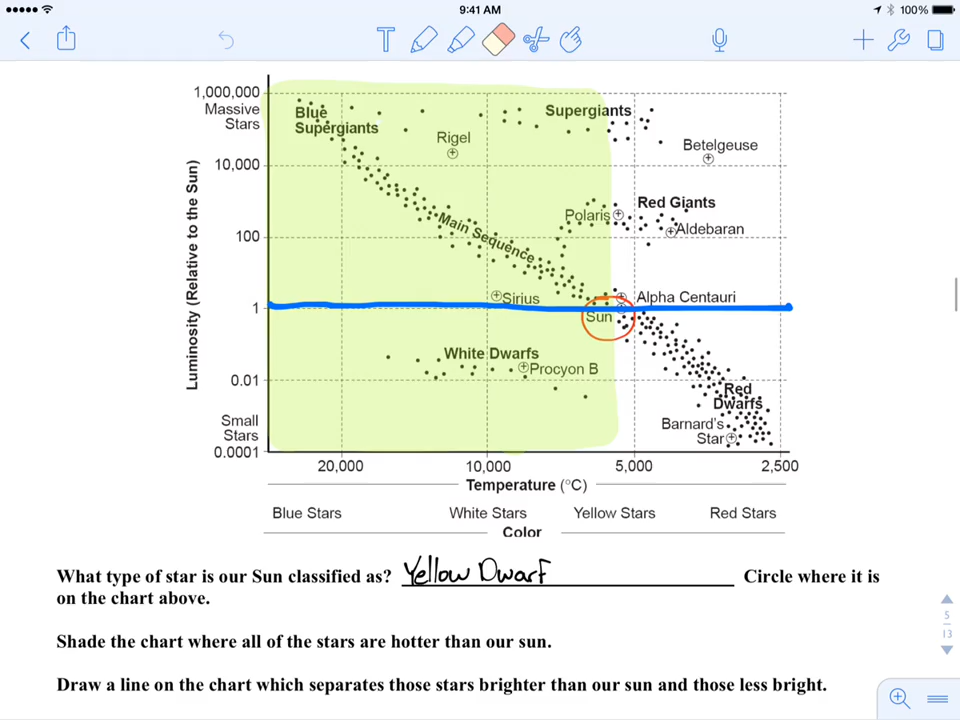 9:41 AM
100%
T
1,000,000
Massive
Stars
Blue
Supergiants
Supergiants
Rigel
Betelgeuse
10,000
Luminosity (Relative to the Sun)
Red Giants
Polaris
Aldebaran
Main Sequence
100
Sirius
Alpha Centauri
1
Sun
White Dwarfs
Procyon B
0.01
Red
Dwarfs
Small
Stars
Barnard's
Star
0.0001
20,000 10,000 5,000 2,500
Temperature (°C)
Blue Stars White Stars Yellow Stars Red Stars
Color
What type of star is our Sun classified as? Yellow Dwarf Circle where it is
on the chart above.
Shade the chart where all of the stars are hotter than our sun.
Draw a line on the chart which separates those stars brighter than our sun and those less bright.
5
13